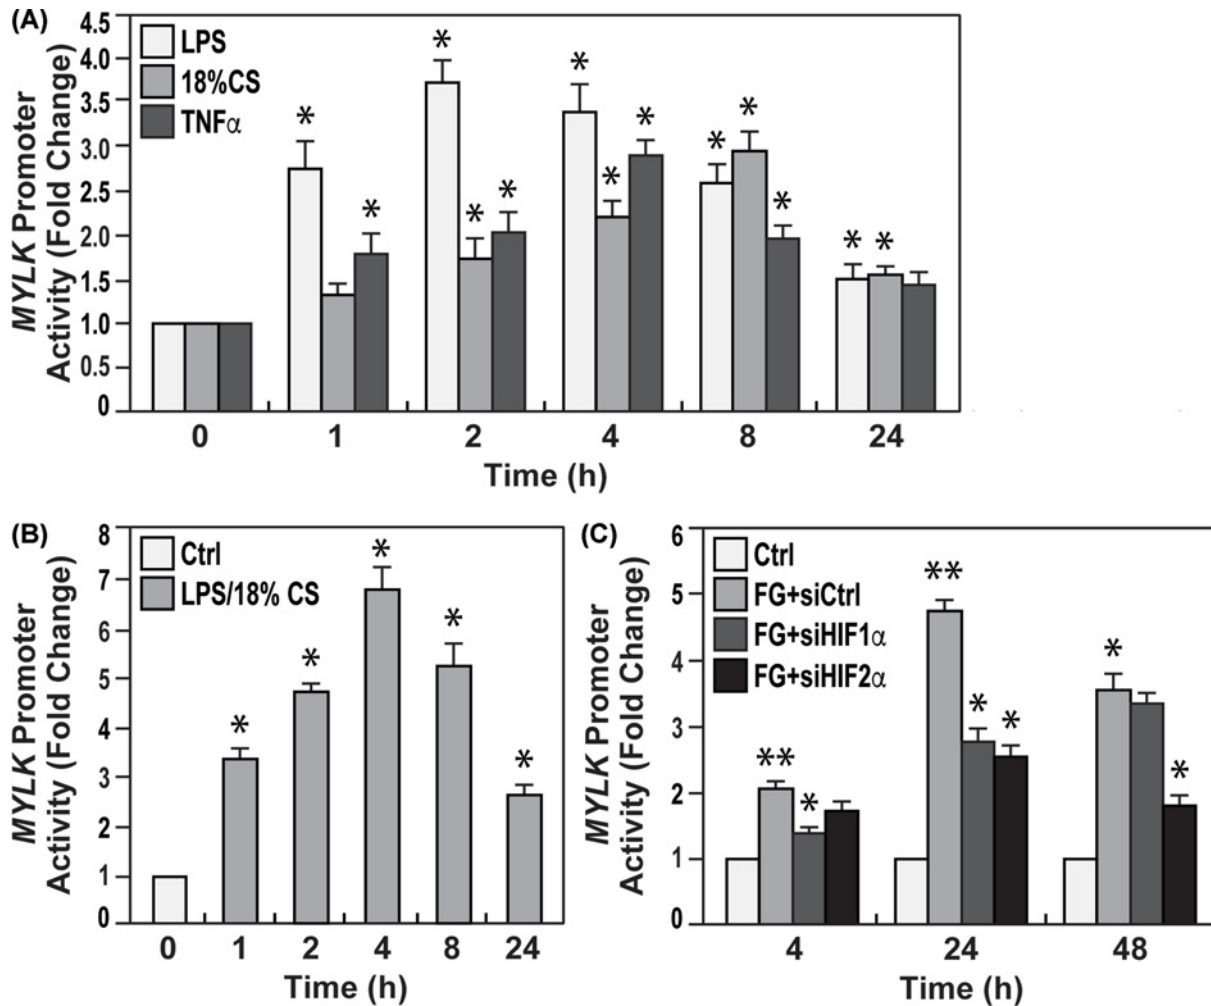 (A)
MYLK Promoter
Activity (Fold Change)
4.5
4.0
3.5
3.0
2.5
2.0
1.5
1.0
0.5
0
LPS
18%CS
TNFα
* * * * * * * * * * * * *
0 1 2 4 8 24
Time (h)
(B)
MYLK Promoter
Activity (Fold Change)
8
7
6
5
4
3
2
1
0
Ctrl
LPS/18% CS
* * * * *
0 1 2 4 8 24
Time (h)
(C)
MYLK Promoter
Activity (Fold Change)
6
5
4
3
2
1
0
Ctrl
FG+siCtrl
FG+siHIF1α
FG+siHIF2α
** * ** * * * *
4 24 48
Time (h)